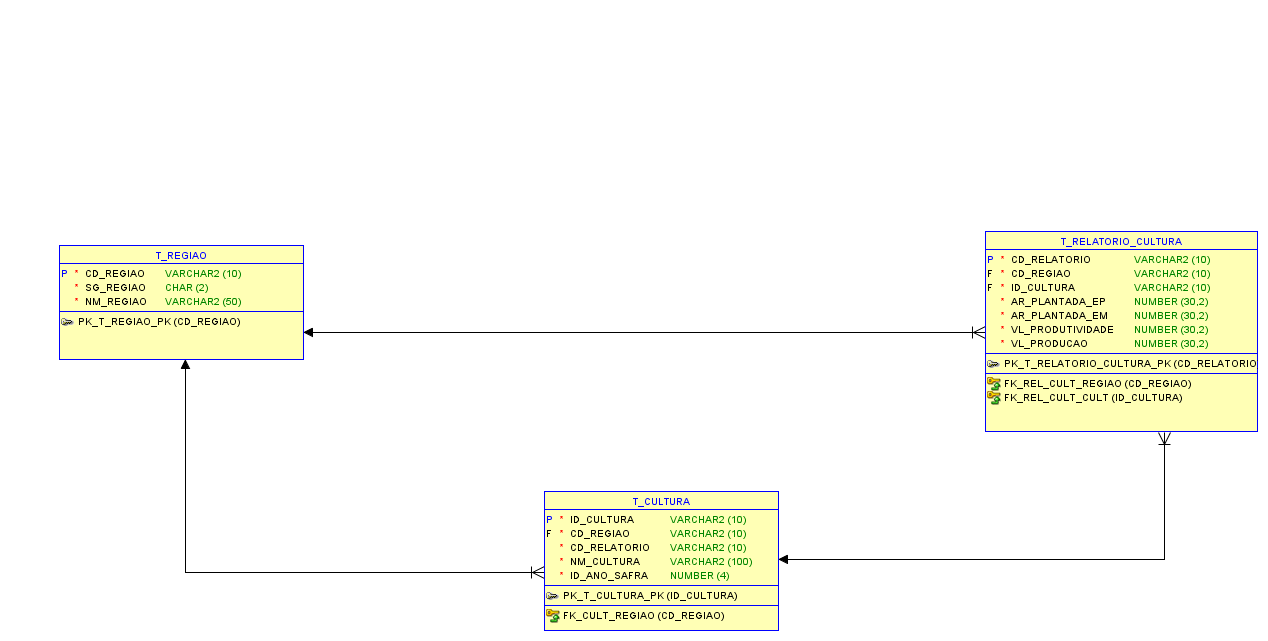 T_REGIAO
P * CD_REGIAO VARCHAR2 (10)
* SG_REGIAO CHAR (2)
* NM_REGIAO VARCHAR2 (50)
PK_T_REGIAO_PK (CD_REGIAO)
T_RELATORIO_CULTURA
P * CD_RELATORIO VARCHAR2 (10)
F * CD_REGIAO VARCHAR2 (10)
F * ID_CULTURA VARCHAR2 (10)
* AR_PLANTADA_EP NUMBER (30,2)
* AR_PLANTADA_EM NUMBER (30,2)
* VL_PRODUTIVIDADE NUMBER (30,2)
* VL_PRODUCAO NUMBER (30,2)
PK_T_RELATORIO_CULTURA_PK (CD_RELATORIO
FK_REL_CULT_REGIAO (CD_REGIAO)
FK_REL_CULT_CULT (ID_CULTURA)
T_CULTURA
P * ID_CULTURA VARCHAR2 (10)
F * CD_REGIAO VARCHAR2 (10)
* CD_RELATORIO VARCHAR2 (10)
* NM_CULTURA VARCHAR2 (100)
* ID_ANO_SAFRA NUMBER (4)
PK_T_CULTURA_PK (ID_CULTURA)
FK_CULT_REGIAO (CD_REGIAO)